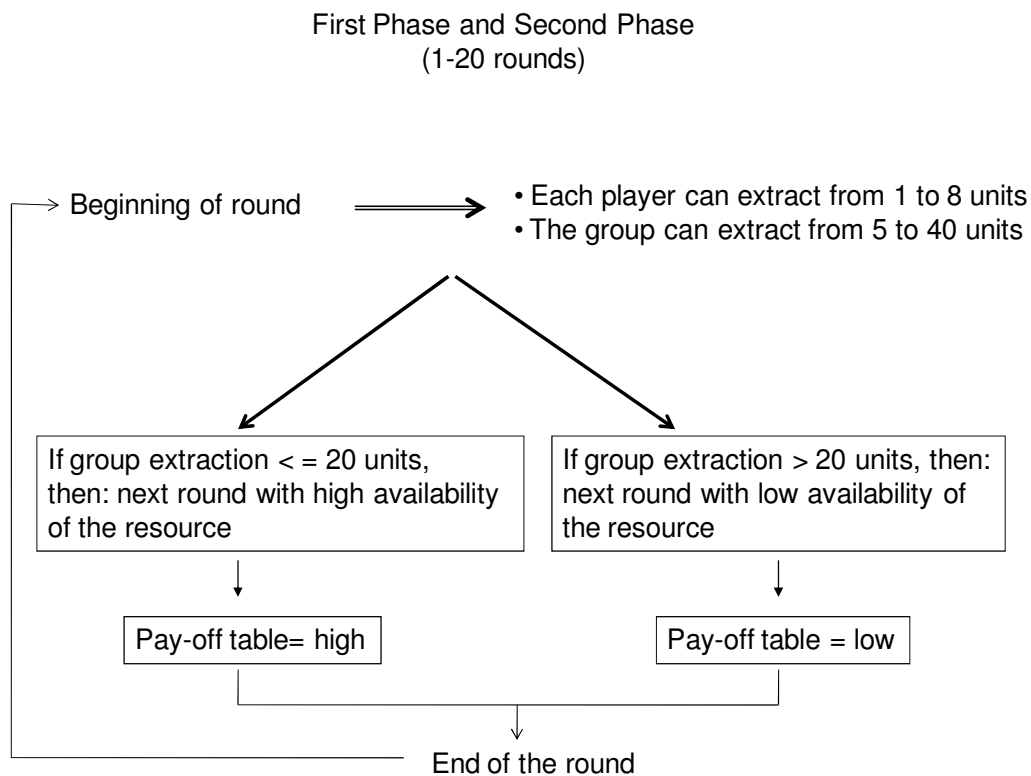 First Phase and Second Phase
(1-20 rounds)
Beginning of round
• Each player can extract from 1 to 8 units
• The group can extract from 5 to 40 units
If group extraction < = 20 units,
then: next round with high availability
of the resource
If group extraction > 20 units, then:
next round with low availability of
the resource
Pay-off table= high
Pay-off table = low
End of the round